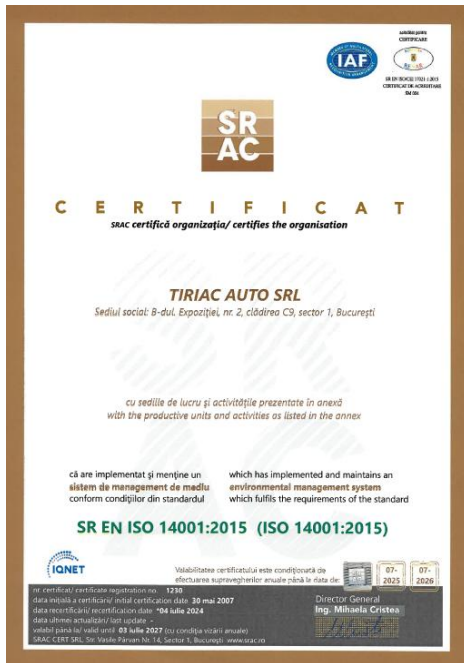 acreditat pentru
CERTIFICARE
IAF
SR EN ISO/CEI 17021-1:2015
CERTIFICAT DE ACREDITARE
SM 004
SR
AC
CERTIFICAT
SRAC certifică organizația/ certifies the organisation
TIRIAC AUTO SRL
Sediul social: B-dul. Expoziției, nr. 2, clădirea C9, sector 1, București
cu sediile de lucru și activitățile prezentate în anexă
with the productive units and activities as listed in the annex
că are implementat și menține un
sistem de management de mediu
conform condițiilor din standardul
which has implemented and maintains an
environmental management system
which fulfils the requirements of the standard
SR EN ISO 14001:2015 (ISO 14001:2015)
IQNET
Valabilitatea certificatului este condiționată de
efectuarea supravegherilor anuale până la data de:
07-
2025
07-
2026
nr. certificat/ certificate registration no. 1230
data inițială a certificării/ initial certification date 30 mai 2007
data recertificării/ recertification date *04 iulie 2024
data ultimei actualizări/ last update -
valabil până la/ valid until 03 iulie 2027 (cu condiția vizării anuale)
SRAC CERT SRL, Str. Vasile Pârvan Nr. 14, Sector 1, București www.srac.ro
Director General
Ing. Mihaela Cristea